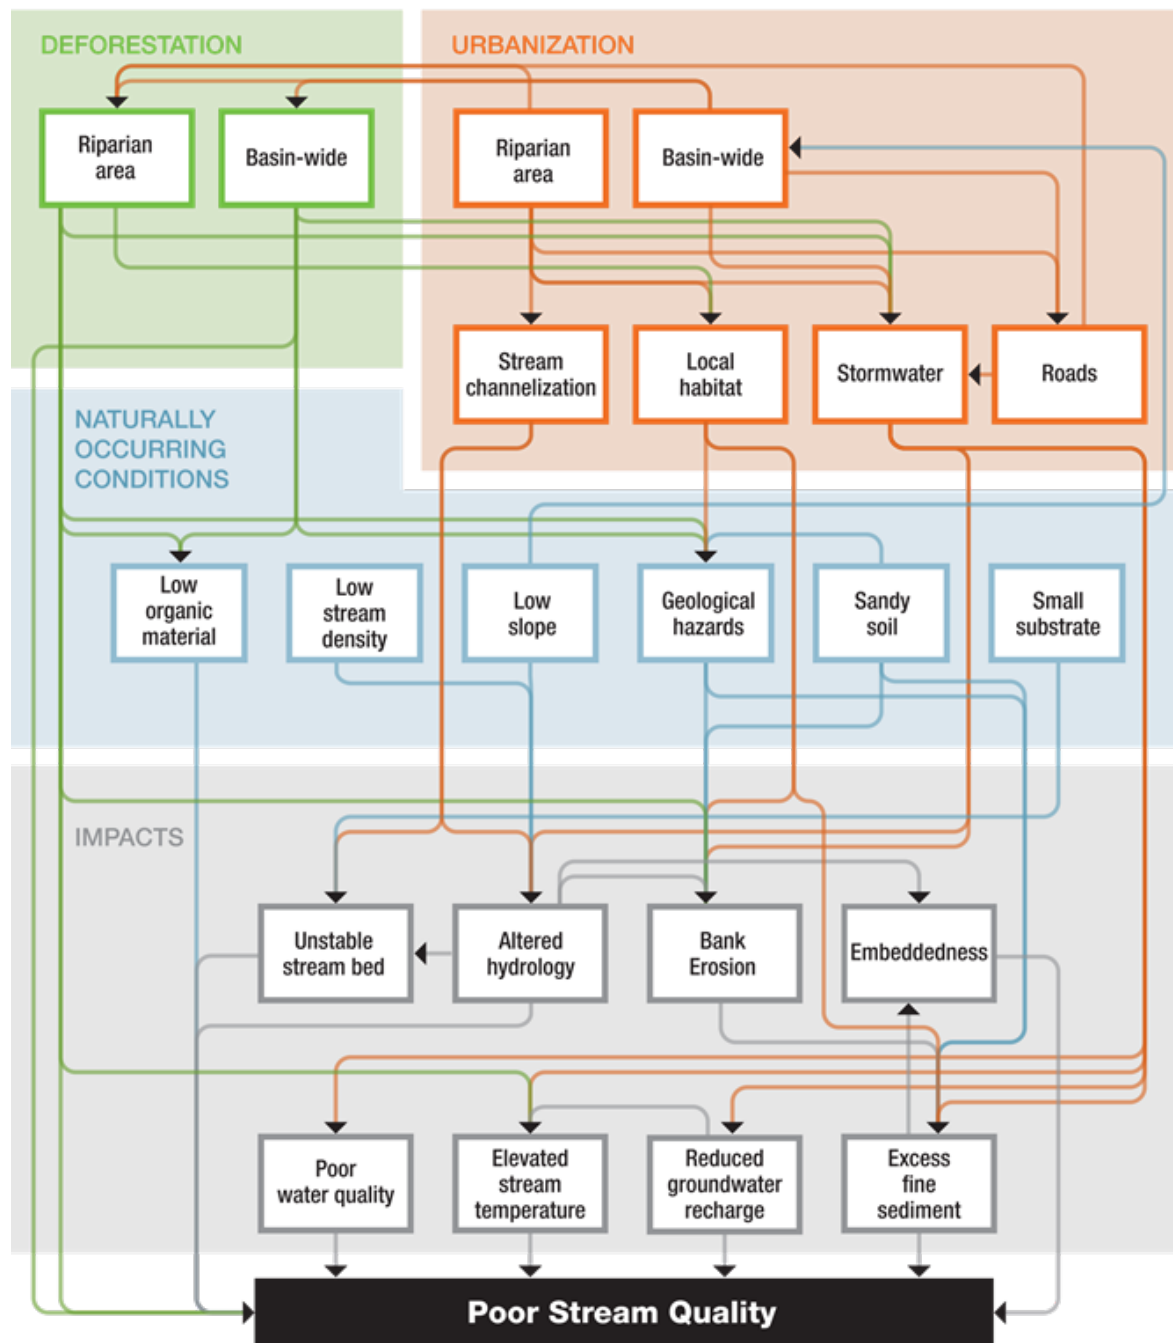 DEFORESTATION
URBANIZATION
Riparian
area
Basin-wide
Riparian
area
Basin-wide
Stream
channelization
Local
habitat
Stormwater
Roads
NATURALLY
OCCURRING
CONDITIONS
Low
organic
material
Low
stream
density
Low
slope
Geological
hazards
Sandy
soil
Small
substrate
IMPACTS
Unstable
stream bed
Altered
hydrology
Bank
Erosion
Embeddedness
Poor
water quality
Elevated
stream
temperature
Reduced
groundwater
recharge
Excess
fine
sediment
Poor Stream Quality